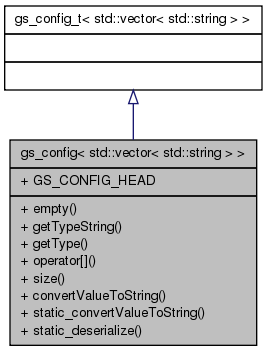 gs_config_t< std::vector< std::string > >
gs_config< std::vector< std::string > >
+ GS_CONFIG_HEAD
+ empty()
+ getTypeString()
+ getType()
+ operator[]()
+ size()
+ convertValueToString()
+ static_convertValueToString()
+ static_deserialize()